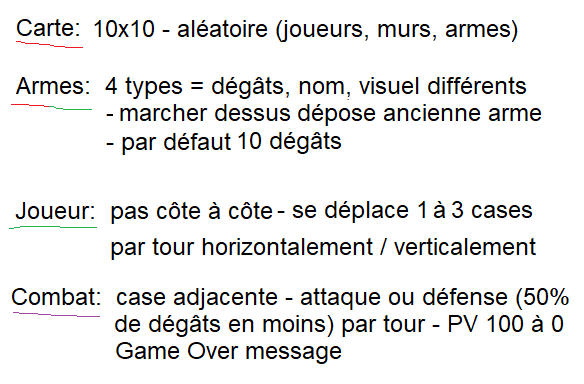 Carte: 10x10 - aléatoire (joueurs, murs, armes)
Armes: 4 types = dégâts, nom, visuel différents
- marcher dessus dépose ancienne arme
- par défaut 10 dégâts
Joueur: pas côte à côte - se déplace 1 à 3 cases
par tour horizontalement / verticalement
Combat: case adjacente - attaque ou défense (50%
de dégâts en moins) par tour - PV 100 à 0
Game Over message